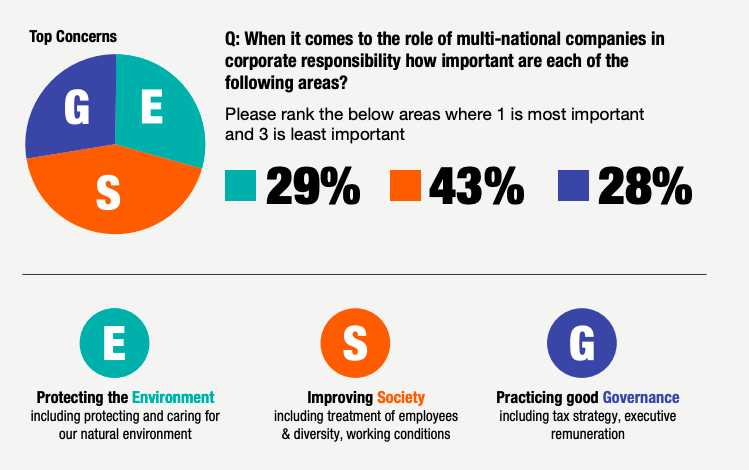 Top Concerns
G E
S
Q: When it comes to the role of multi-national companies in
corporate responsibility how important are each of the
following areas?
Please rank the below areas where 1 is most important
and 3 is least important
29% 43% 28%
E
Protecting the Environment
including protecting and caring for
our natural environment
S
Improving Society
including treatment of employees
& diversity, working conditions
G
Practicing good Governance
including tax strategy, executive
remuneration